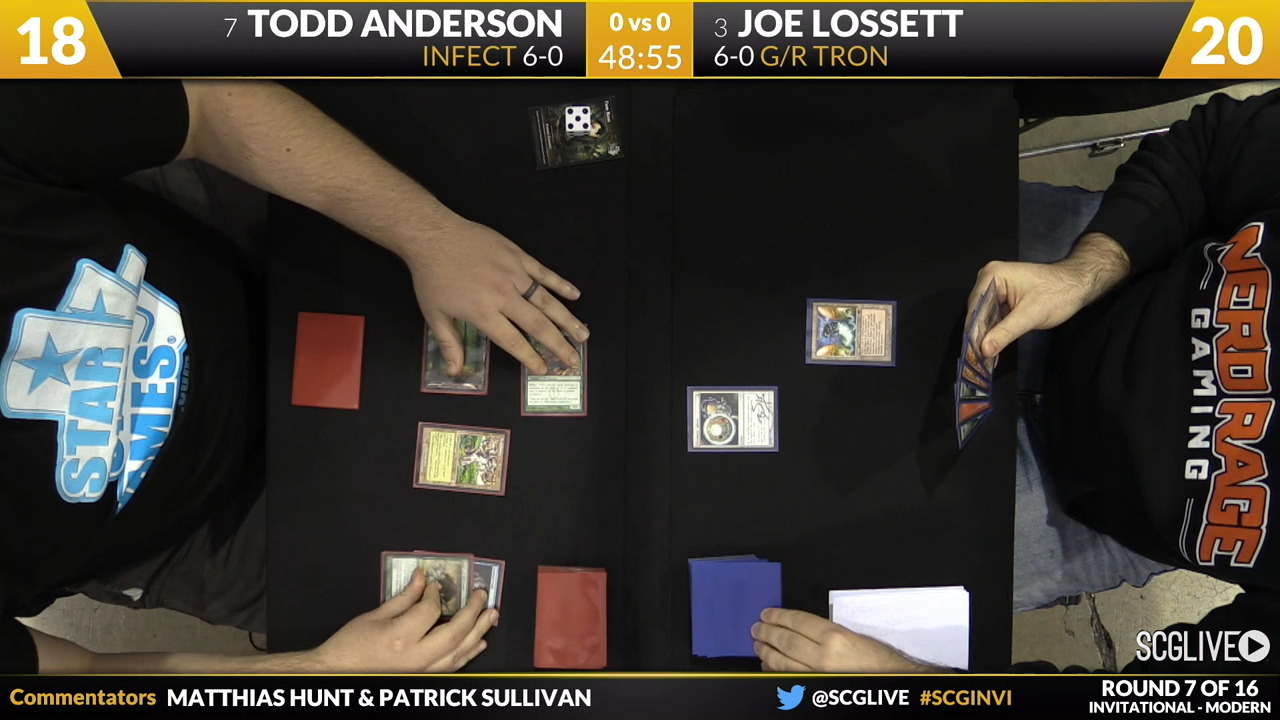 18
7 TODD ANDERSON
INFECT 6-0
0 vs 0
48:55
3 JOE LOSSETT
6-0 G/R TRON
20
STAR
GAMES
NERD RAGE
GAMING
SCGLIVE
Commentators MATTHIAS HUNT & PATRICK SULLIVAN
@SCGLIVE #SCGINVI
ROUND 7 OF 16
INVITATIONAL - MODERN